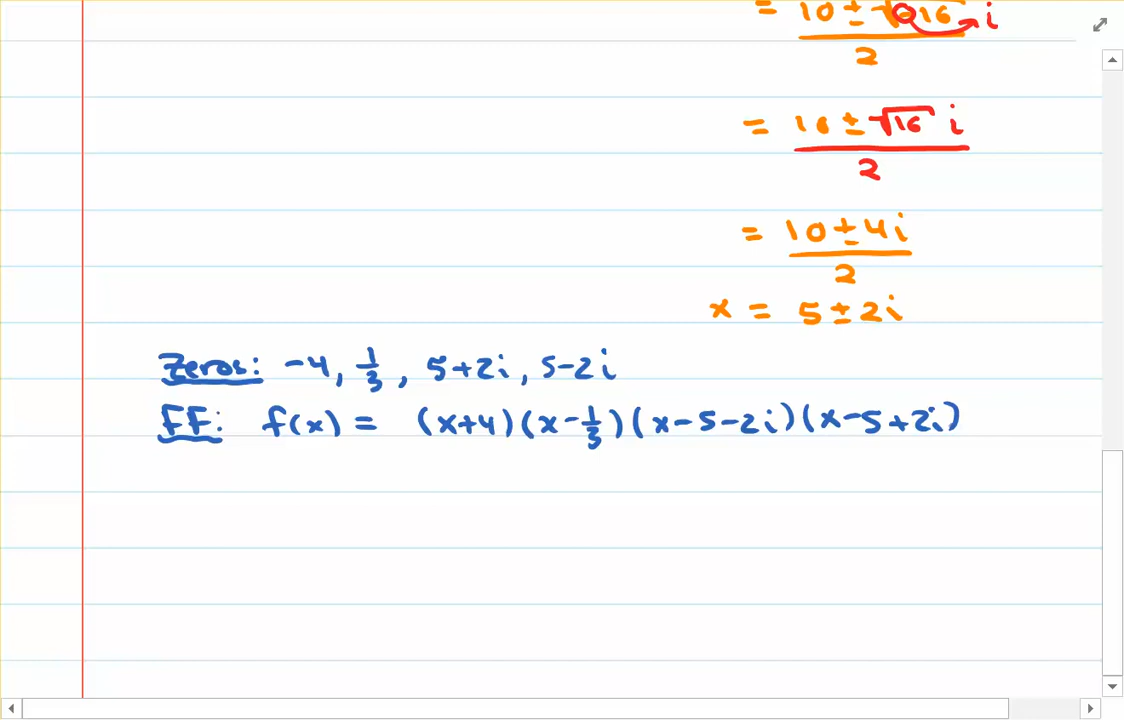 = 10 ± √-16 i / 2
= 10 ± √16 i / 2
= 10 ± 4i / 2
x = 5 ± 2i
Zeros: -4, 1/3, 5+2i, 5-2i
FF: f(x) = (x+4)(x-1/3)(x-5-2i)(x-5+2i)